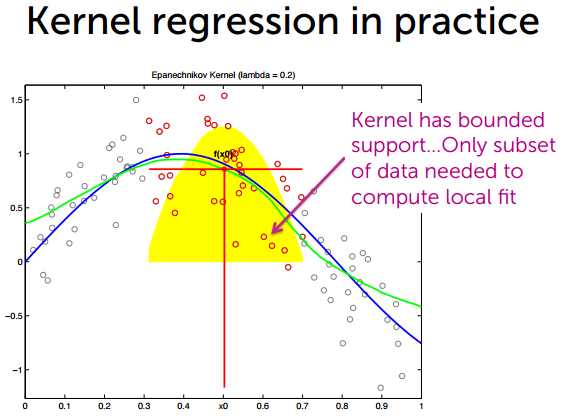 Kernel regression in practice
Epanechnikov Kernel (lambda = 0.2)
Kernel has bounded
support...Only subset
of data needed to
compute local fit
f(x0)
1.5
1
0.5
0
−0.5
−1
0 0.1 0.2 0.3 0.4 x0 0.6 0.7 0.8 0.9 1